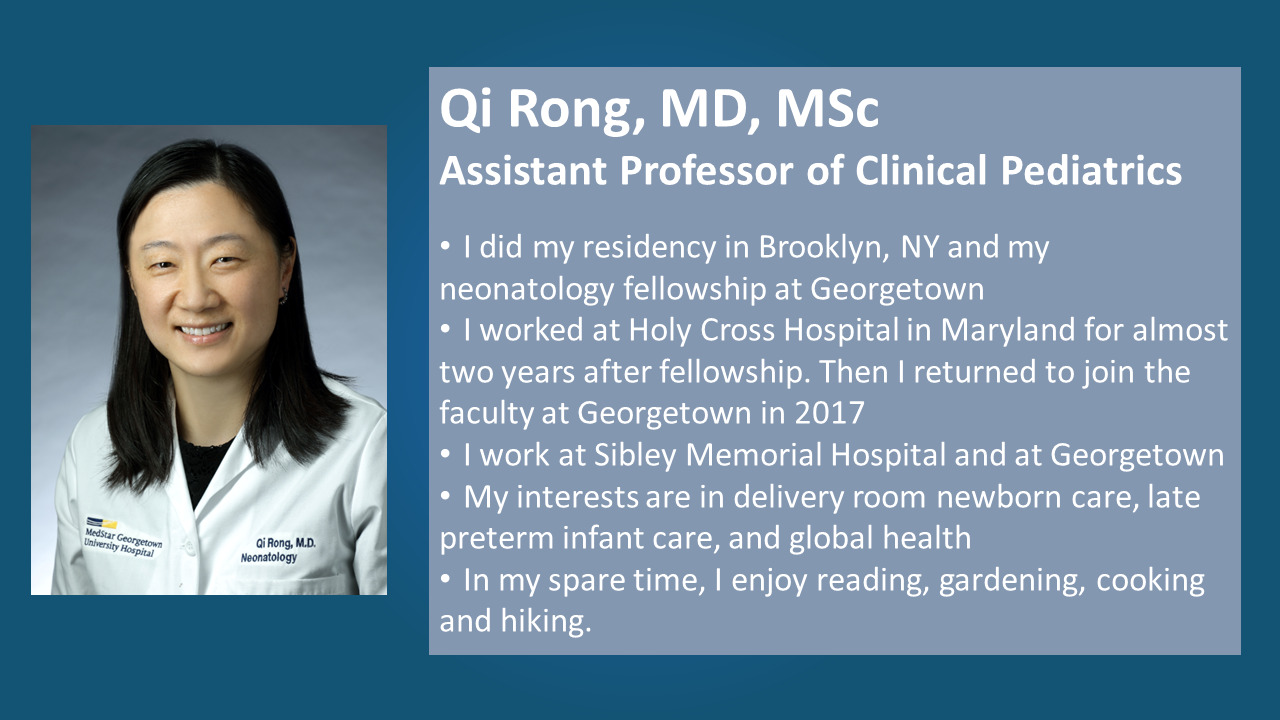 Qi Rong, MD, MSc
Assistant Professor of Clinical Pediatrics
• I did my residency in Brooklyn, NY and my
neonatology fellowship at Georgetown
• I worked at Holy Cross Hospital in Maryland for almost
two years after fellowship. Then I returned to join the
faculty at Georgetown in 2017
• I work at Sibley Memorial Hospital and at Georgetown
• My interests are in delivery room newborn care, late
preterm infant care, and global health
• In my spare time, I enjoy reading, gardening, cooking
and hiking.
MedStar Georgetown
University Hospital
Qi Rong, M.D.
Neonatology